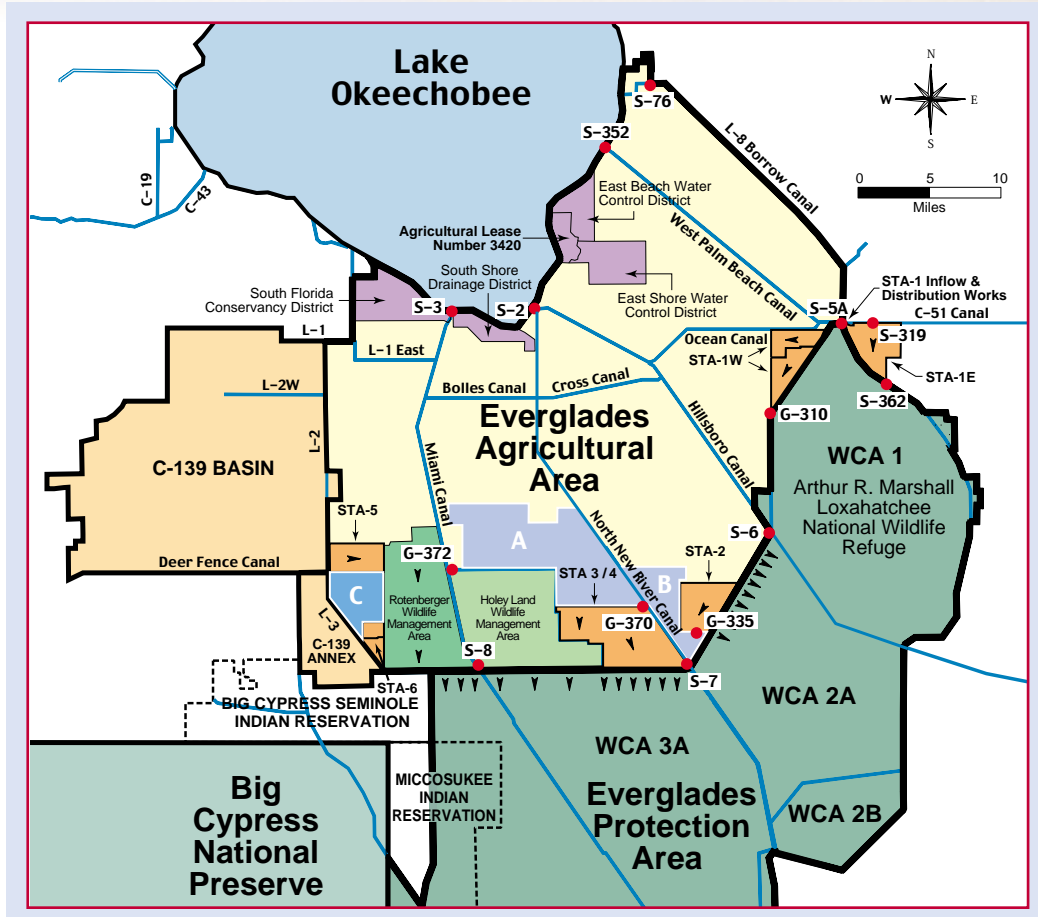 Lake
Okeechobee
N
W
E
S
0
5
10
Miles
S-76
S-352
L-8 Borrow Canal
C-19
C-43
East Beach Water
Control District
Agricultural Lease
Number 3420
West Palm Beach Canal
South Shore
Drainage District
East Shore Water
Control District
South Florida
Conservancy District
S-3
S-2
STA-1 Inflow &
Distribution Works
S-5A
C-51 Canal
L-1
Ocean Canal
S-319
STA-1W
L-1 East
STA-1E
L-2W
Bolles Canal
Cross Canal
S-362
Everglades
Agricultural
Area
G-310
Hillsboro Canal
L-2
C-139 BASIN
WCA 1
Arthur R. Marshall
Loxahatchee
National Wildlife
Refuge
Miami Canal
STA-5
S-6
A
North New River Canal
Deer Fence Canal
G-372
STA 3 / 4
STA-2
B
C
Rotenberger
Wildlife
Management
Area
Holey Land
Wildlife
Management
Area
L-3
G-370
G-335
C-139
ANNEX
S-8
S-7
STA-6
BIG CYPRESS SEMINOLE
INDIAN RESERVATION
WCA 2A
WCA 3A
MICCOSUKEE
INDIAN
RESERVATION
Big
Cypress
National
Preserve
Everglades
Protection
Area
WCA 2B